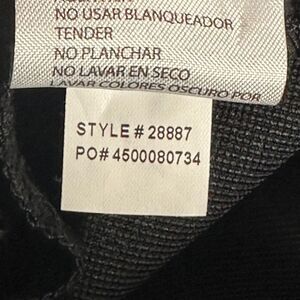 NO USAR BLANQUEADOR
TENDER
NO PLANCHAR
NO LAVAR EN SECO
LAVAR COLORES OSCURO POR
STYLE # 28887
PO# 4500080734